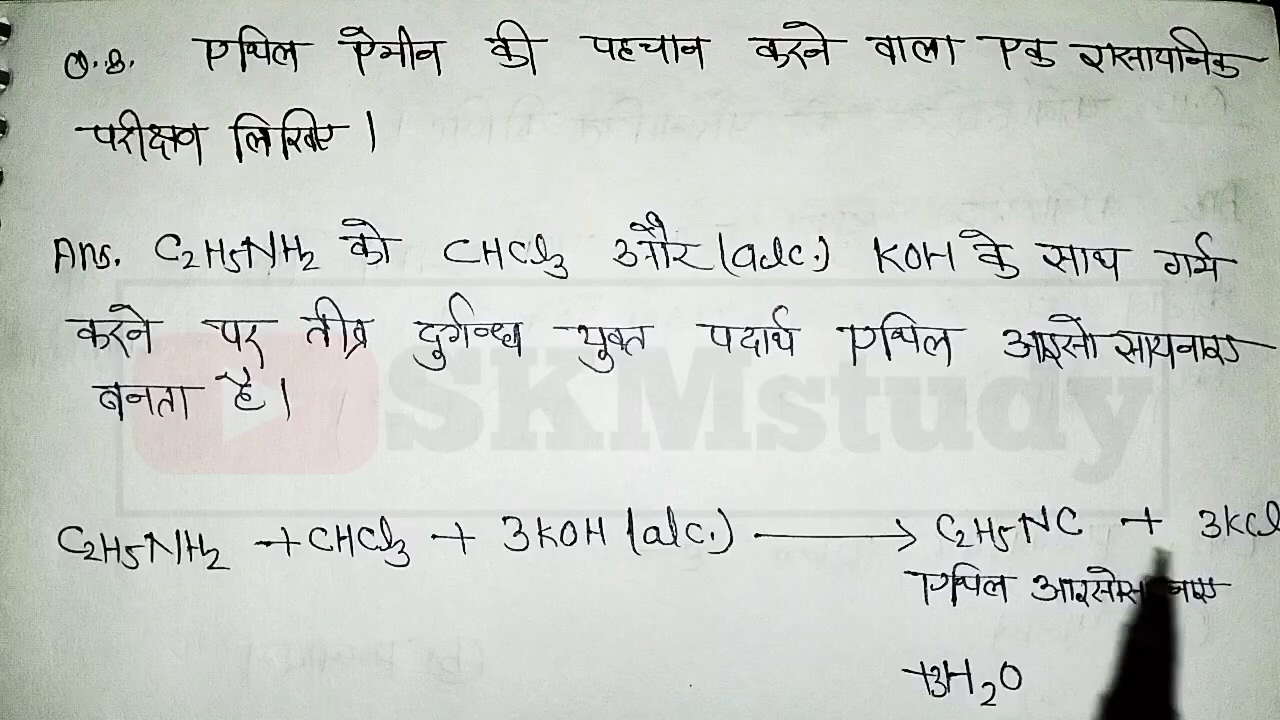 Q.8. एथिल ऐमीन की पहचान करने वाला एक रासायनिक
परीक्षण लिखिए।
Ans. C2H5NH2 को CHCl3 और (alc.) KOH के साथ गर्म
करने पर तीव्र दुर्गन्ध युक्त पदार्थ एथिल आइसोसायनाइड
बनता है।
SKMstudy
C2H5NH2 + CHCl3 + 3KOH (alc.) ⟶ C2H5NC + 3KCl
एथिल
+3H2O